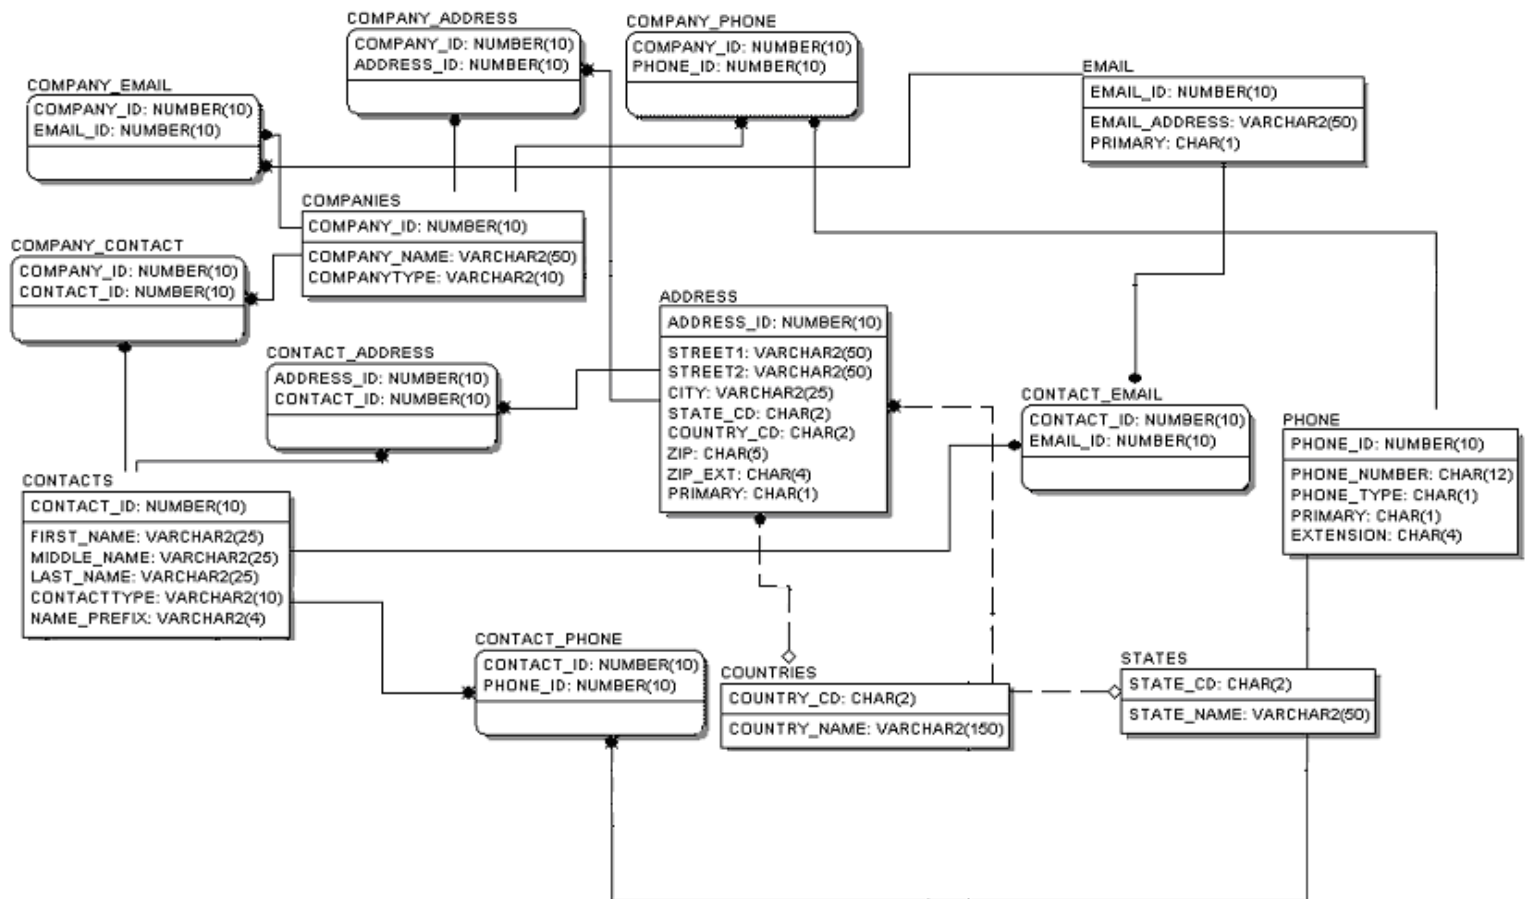 COMPANY_ADDRESS
COMPANY_ID: NUMBER(10)
ADDRESS_ID: NUMBER(10)
COMPANY_PHONE
COMPANY_ID: NUMBER(10)
PHONE_ID: NUMBER(10)
EMAIL
EMAIL_ID: NUMBER(10)
EMAIL_ADDRESS: VARCHAR2(50)
PRIMARY: CHAR(1)
COMPANY_EMAIL
COMPANY_ID: NUMBER(10)
EMAIL_ID: NUMBER(10)
COMPANIES
COMPANY_ID: NUMBER(10)
COMPANY_NAME: VARCHAR2(50)
COMPANYTYPE: VARCHAR2(10)
COMPANY_CONTACT
COMPANY_ID: NUMBER(10)
CONTACT_ID: NUMBER(10)
ADDRESS
ADDRESS_ID: NUMBER(10)
STREET1: VARCHAR2(50)
STREET2: VARCHAR2(50)
CITY: VARCHAR2(25)
STATE_CD: CHAR(2)
COUNTRY_CD: CHAR(2)
ZIP: CHAR(5)
ZIP_EXT: CHAR(4)
PRIMARY: CHAR(1)
CONTACT_ADDRESS
ADDRESS_ID: NUMBER(10)
CONTACT_ID: NUMBER(10)
CONTACT_EMAIL
CONTACT_ID: NUMBER(10)
EMAIL_ID: NUMBER(10)
PHONE
PHONE_ID: NUMBER(10)
PHONE_NUMBER: CHAR(12)
PHONE_TYPE: CHAR(1)
PRIMARY: CHAR(1)
EXTENSION: CHAR(4)
CONTACTS
CONTACT_ID: NUMBER(10)
FIRST_NAME: VARCHAR2(25)
MIDDLE_NAME: VARCHAR2(25)
LAST_NAME: VARCHAR2(25)
CONTACTTYPE: VARCHAR2(10)
NAME_PREFIX: VARCHAR2(4)
CONTACT_PHONE
CONTACT_ID: NUMBER(10)
PHONE_ID: NUMBER(10)
COUNTRIES
COUNTRY_CD: CHAR(2)
COUNTRY_NAME: VARCHAR2(150)
STATES
STATE_CD: CHAR(2)
STATE_NAME: VARCHAR2(50)